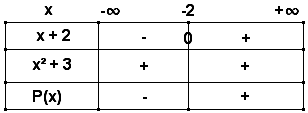 x -∞ -2 +∞
x + 2 - 0 +
x² + 3 + +
P(x) - +